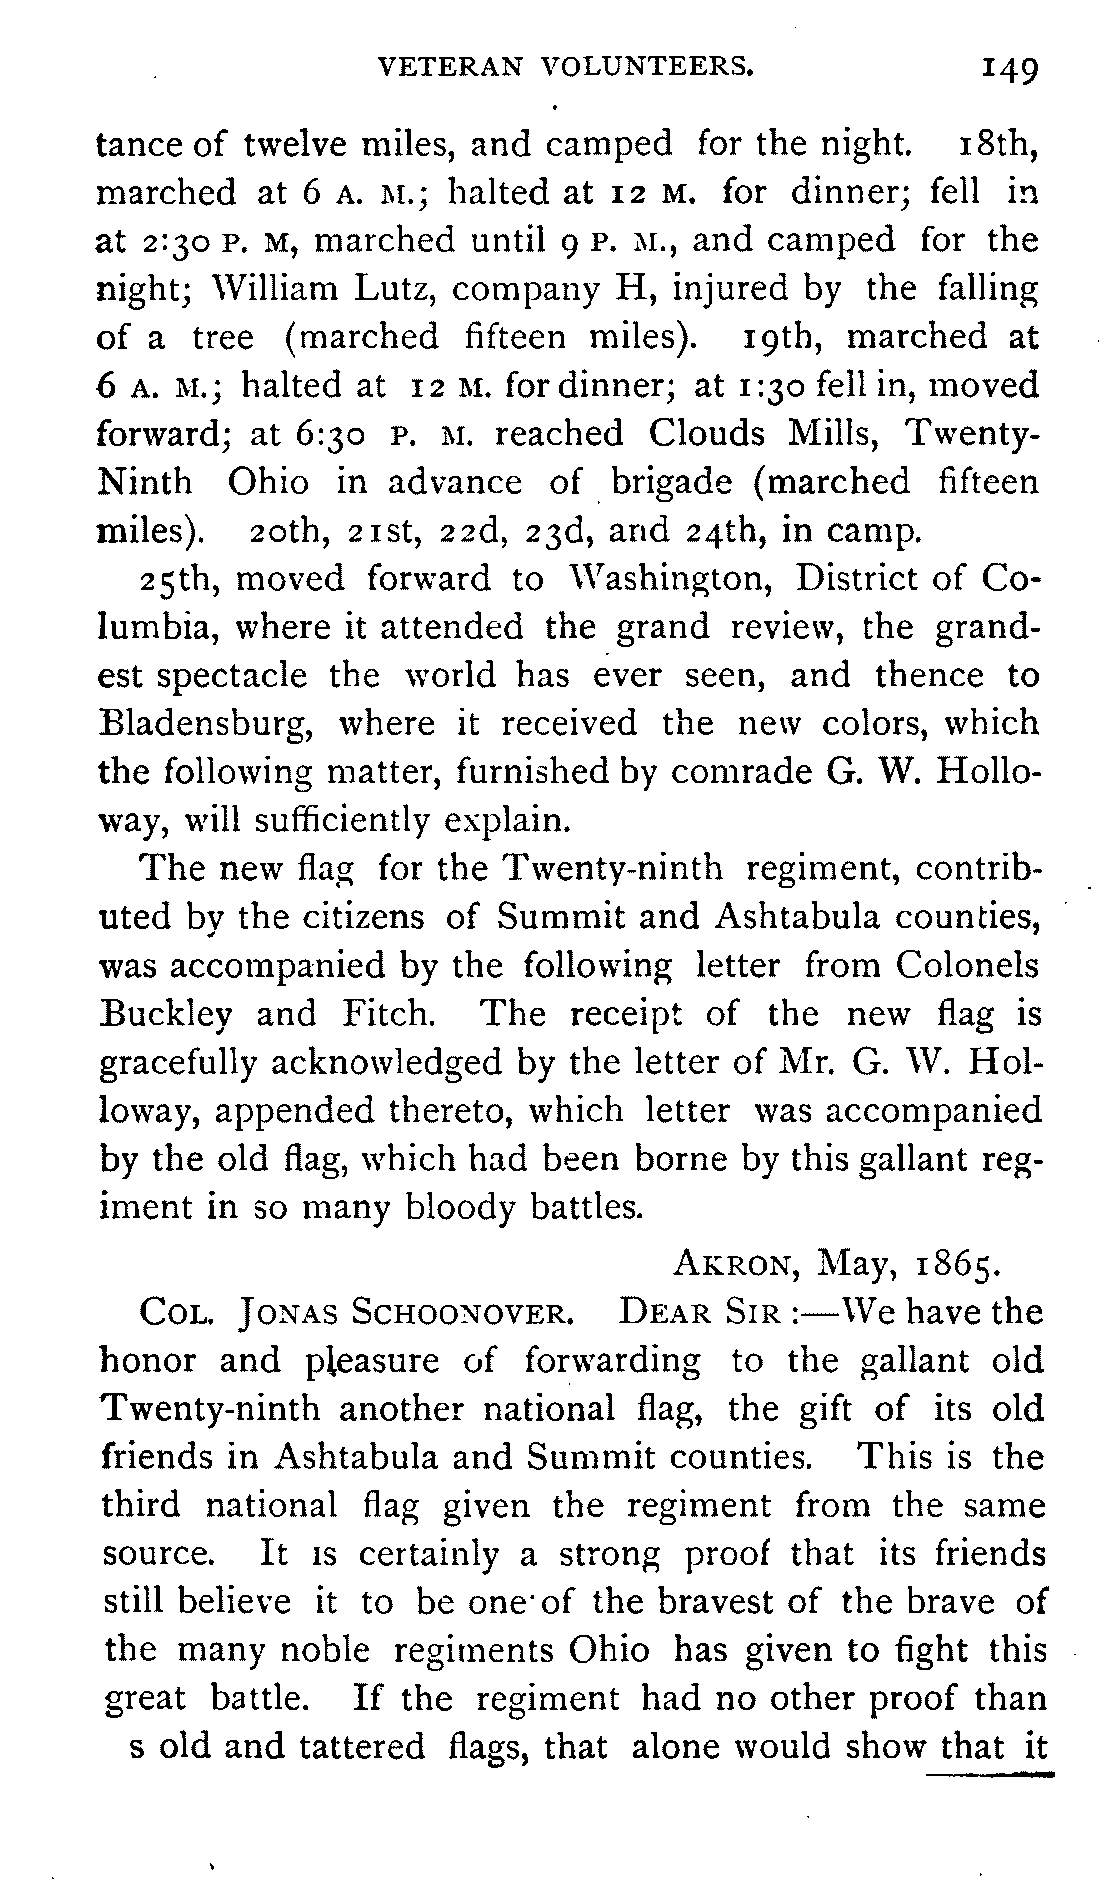 VETERAN VOLUNTEERS. 149
tance of twelve miles, and camped for the night. 18th,
marched at 6 A. M.; halted at 12 M. for dinner; fell in
at 2:30 P. M, marched until 9 P. M., and camped for the
night; William Lutz, company H, injured by the falling
of a tree (marched fifteen miles). 19th, marched at
6 A. M.; halted at 12 M. for dinner; at 1:30 fell in, moved
forward; at 6:30 P. M. reached Clouds Mills, Twenty-
Ninth Ohio in advance of brigade (marched fifteen
miles). 20th, 21st, 22d, 23d, and 24th, in camp.
25th, moved forward to Washington, District of Co-
lumbia, where it attended the grand review, the grand-
est spectacle the world has ever seen, and thence to
Bladensburg, where it received the new colors, which
the following matter, furnished by comrade G. W. Hollo-
way, will sufficiently explain.
The new flag for the Twenty-ninth regiment, contrib-
uted by the citizens of Summit and Ashtabula counties,
was accompanied by the following letter from Colonels
Buckley and Fitch. The receipt of the new flag is
gracefully acknowledged by the letter of Mr. G. W. Hol-
loway, appended thereto, which letter was accompanied
by the old flag, which had been borne by this gallant reg-
iment in so many bloody battles.
AKRON, May, 1865.
COL. JONAS SCHOONOVER. DEAR SIR :—We have the
honor and pleasure of forwarding to the gallant old
Twenty-ninth another national flag, the gift of its old
friends in Ashtabula and Summit counties. This is the
third national flag given the regiment from the same
source. It is certainly a strong proof that its friends
still believe it to be one of the bravest of the brave of
the many noble regiments Ohio has given to fight this
great battle. If the regiment had no other proof than
s old and tattered flags, that alone would show that it